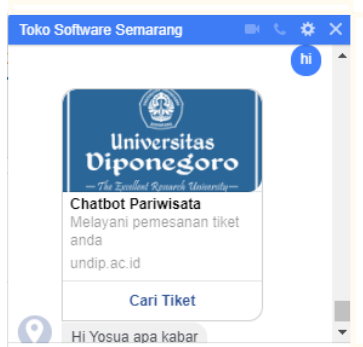 Toko Software Semarang
hi
Universitas
Diponegoro
The Excellent Research University
Chatbot Pariwisata
Melayani pemesanan tiket
anda
undip.ac.id
Cari Tiket
Hi Yosua apa kabar